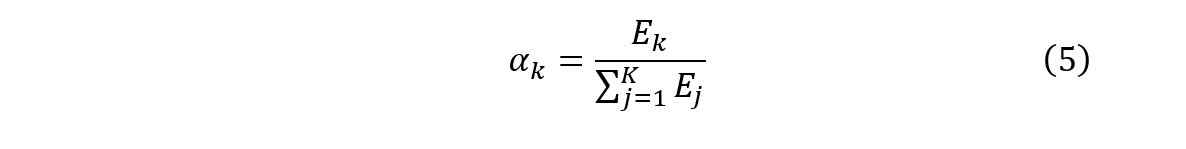 α_k = E_k / ∑_{j=1}^{K} E_j (5)